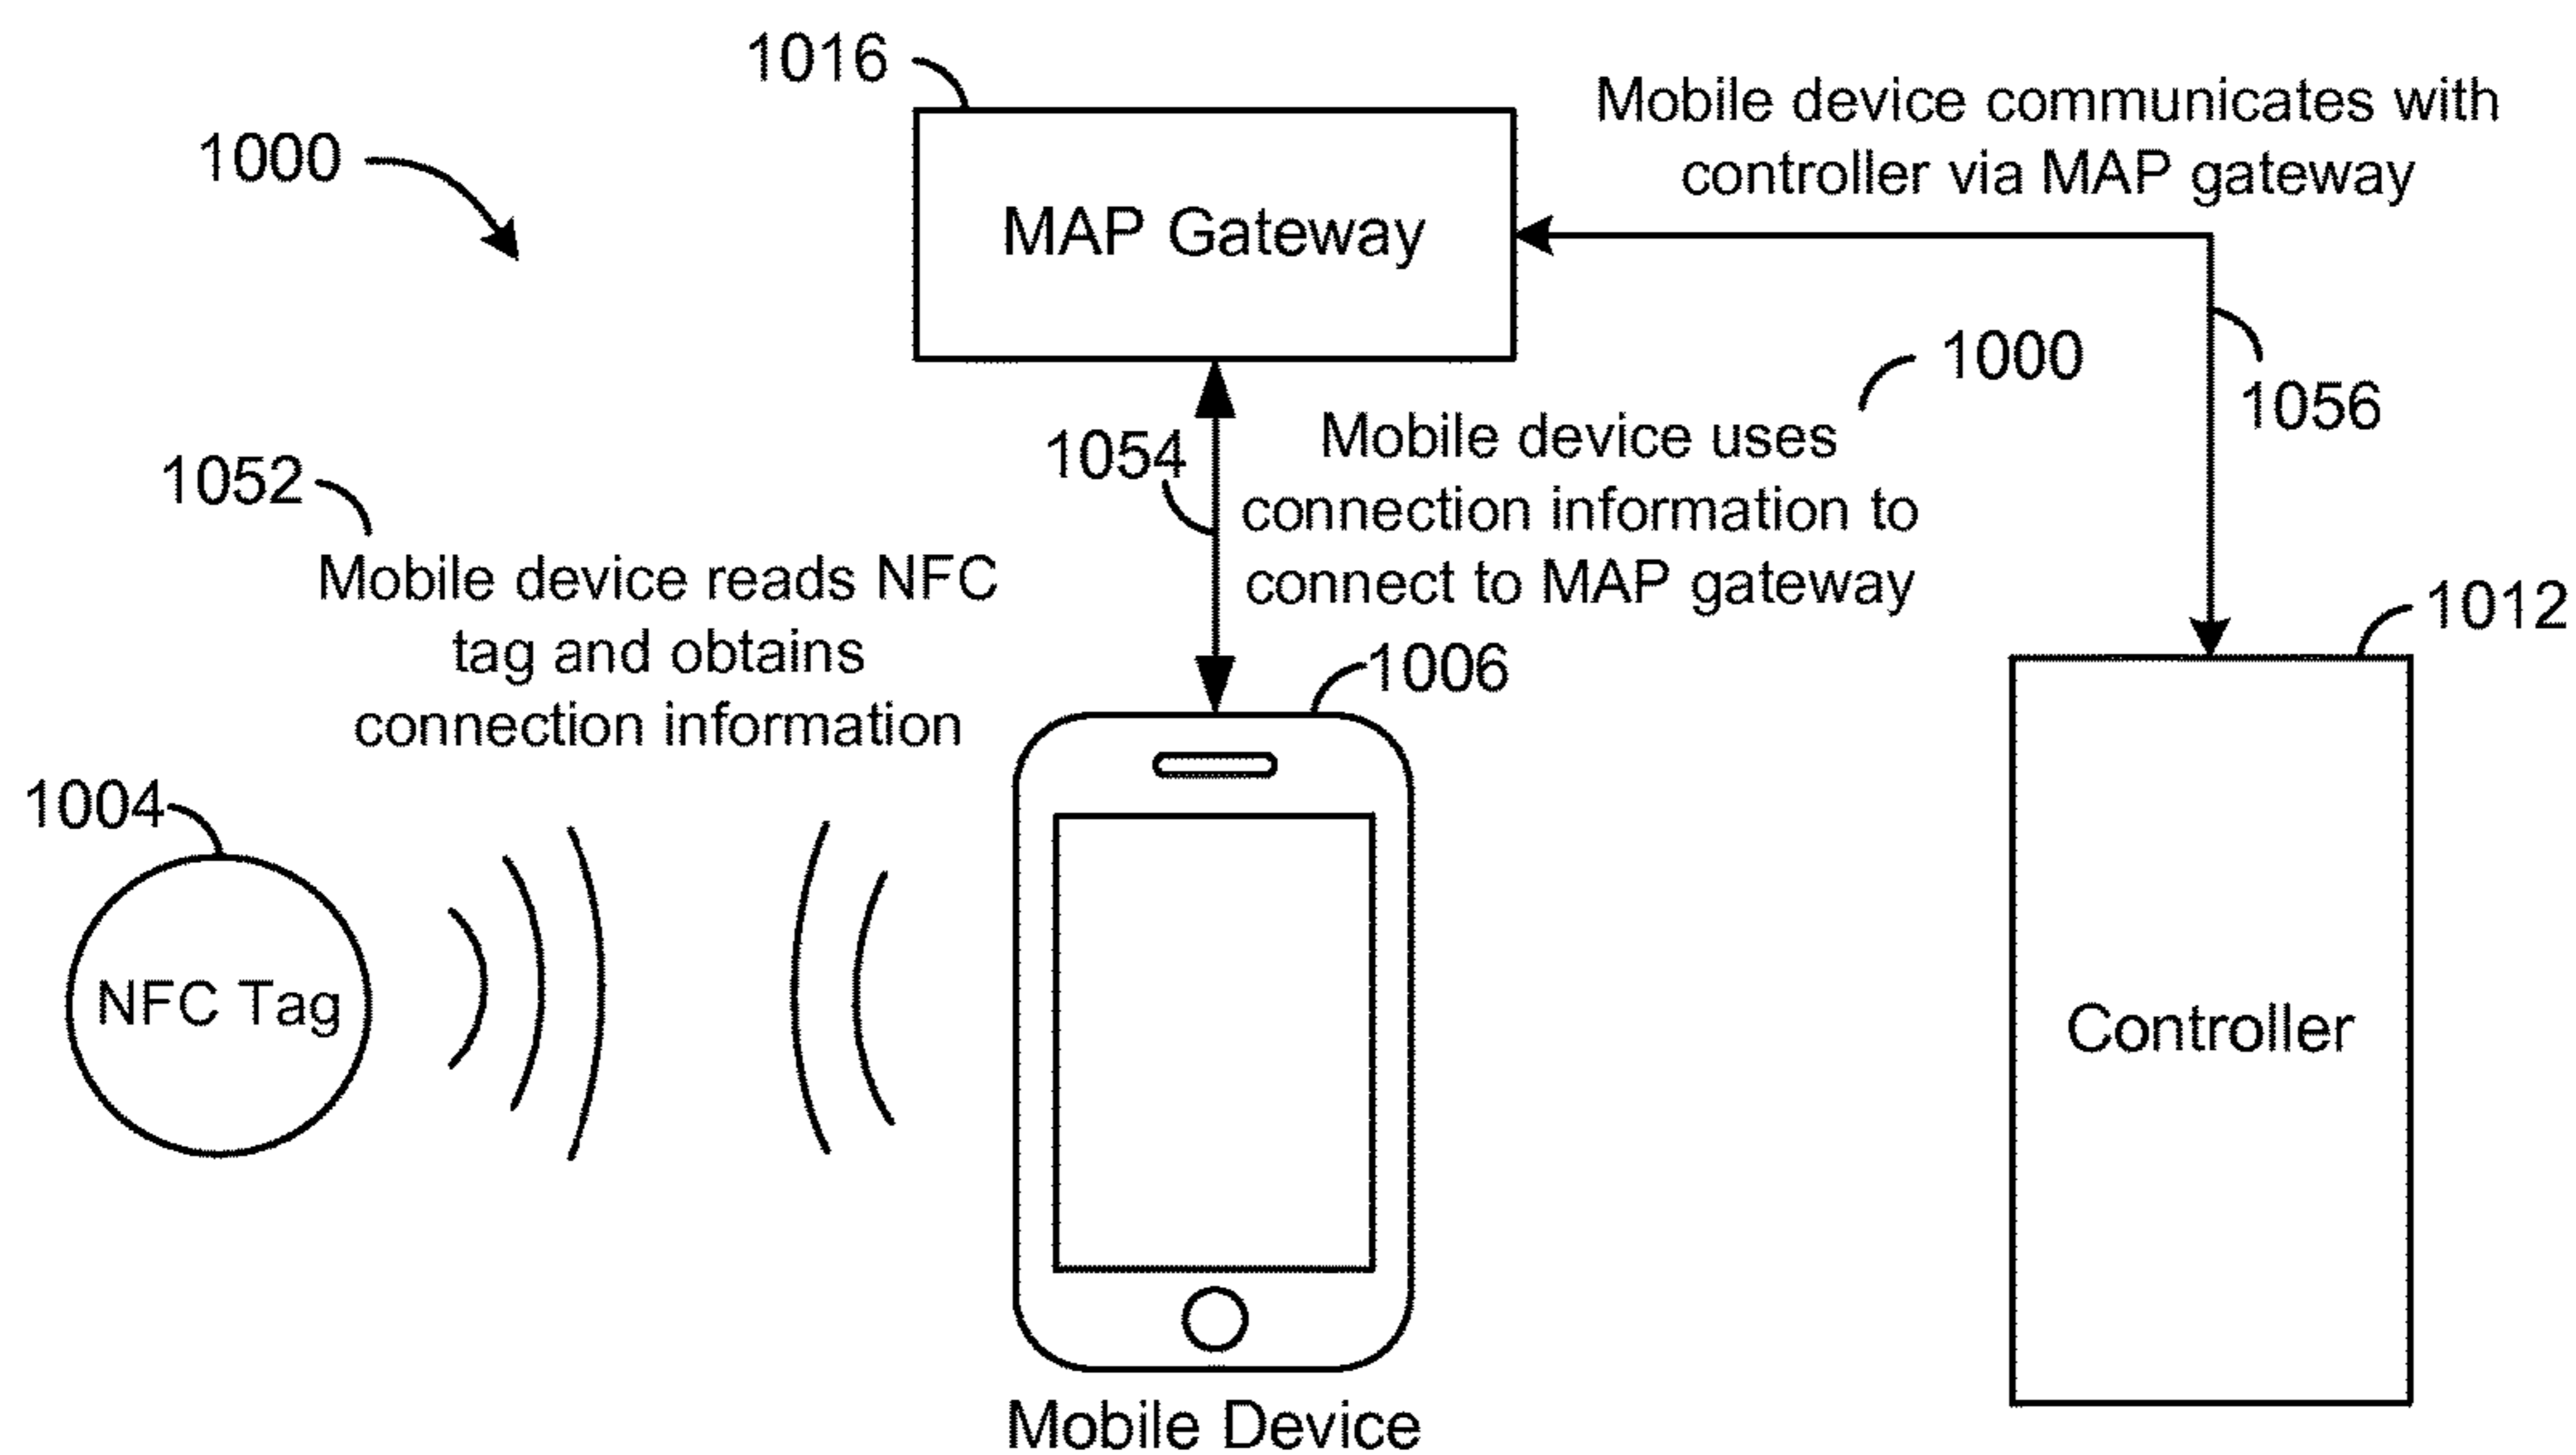 1016
Mobile device communicates with
controller via MAP gateway
1000
MAP Gateway
1000
1056
1054
Mobile device uses
connection information to
connect to MAP gateway
1052
Mobile device reads NFC
tag and obtains
connection information
1012
1006
1004
NFC Tag
Controller
Mobile Device